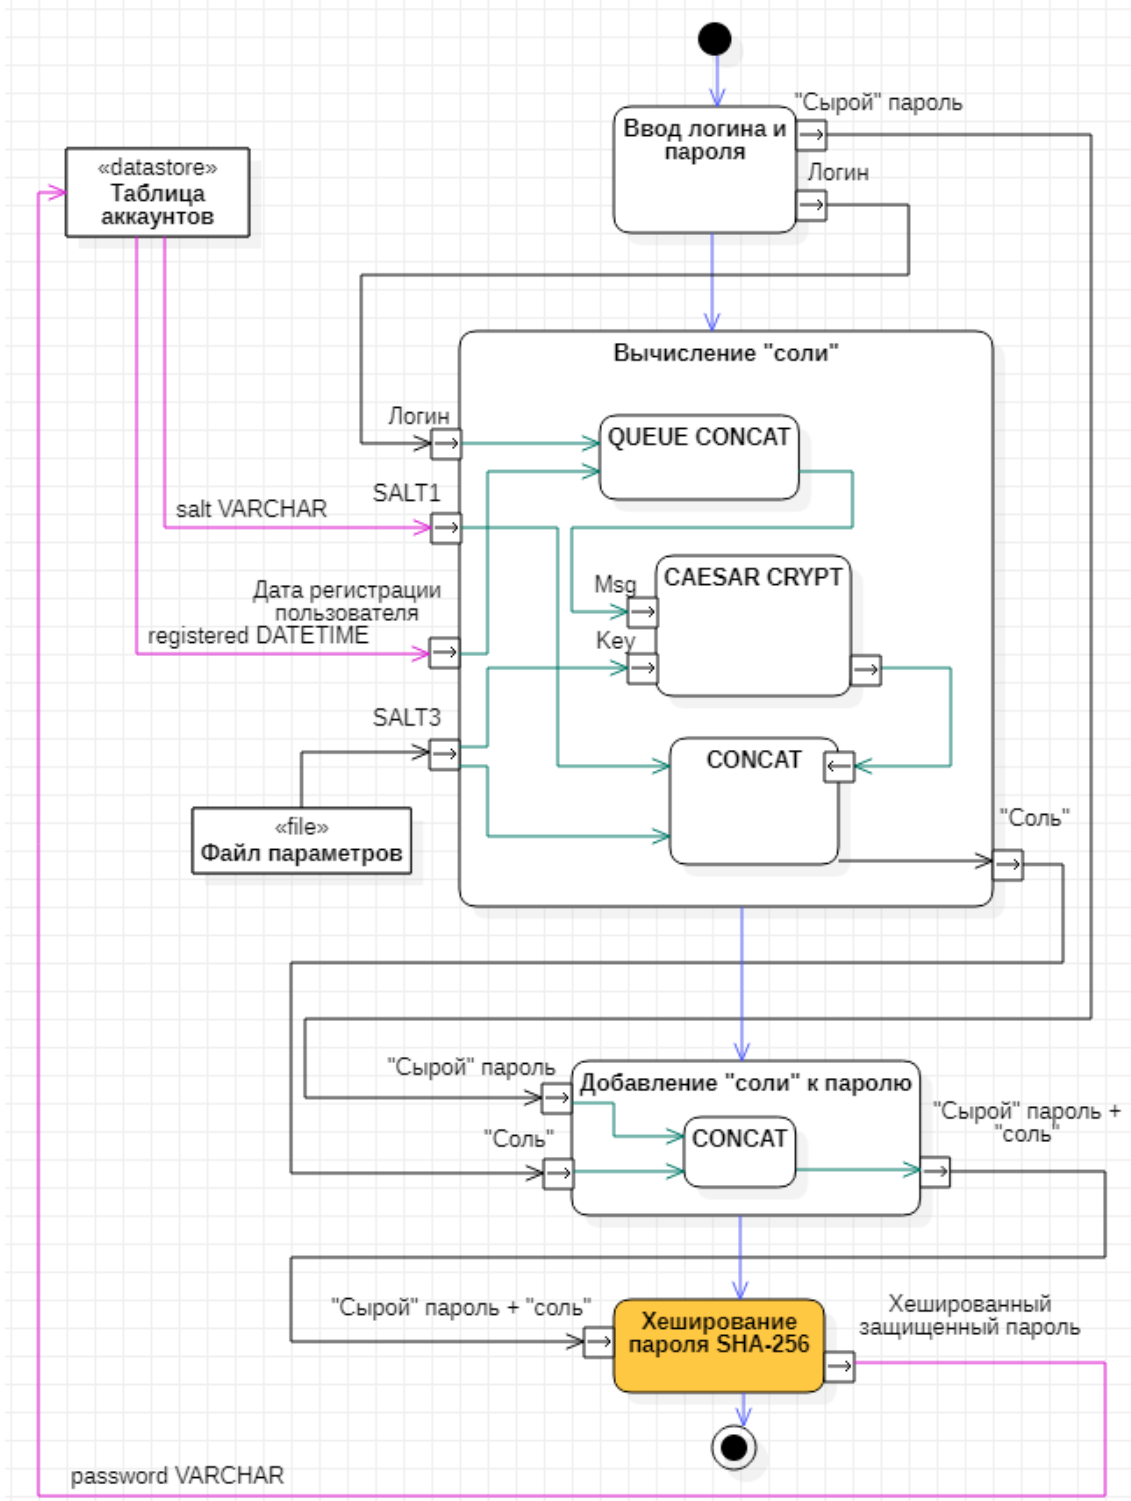 "Сырой" пароль
Ввод логина и
пароля
Логин
«datastore»
Таблица
аккаунтов
Вычисление "соли"
Логин
QUEUE CONCAT
SALT1
salt VARCHAR
CAESAR CRYPT
Msg
Дата регистрации
пользователя
registered DATETIME
Key
SALT3
CONCAT
«file»
Файл параметров
"Соль"
"Сырой" пароль
Добавление "соли" к паролю
"Сырой" пароль +
"соль"
"Соль"
CONCAT
"Сырой" пароль + "соль"
Хеширование
пароля SHA-256
Хешированный
защищенный пароль
password VARCHAR